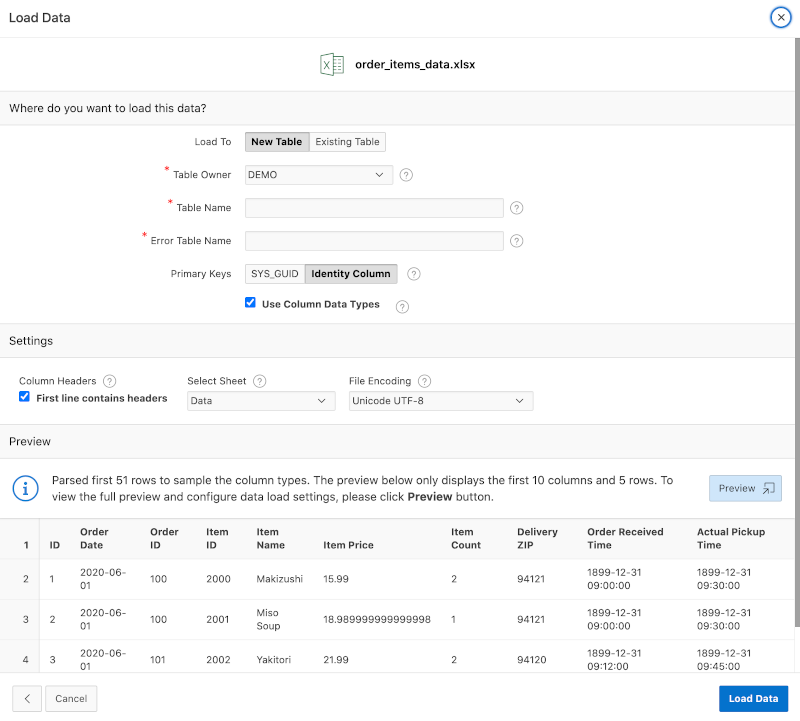 Load Data
order_items_data.xlsx
Where do you want to load this data?
Load To New Table Existing Table
* Table Owner DEMO ?
* Table Name ?
* Error Table Name ?
Primary Keys SYS_GUID Identity Column ?
Use Column Data Types ?
Settings
Column Headers ? Select Sheet ? File Encoding ?
First line contains headers Data Unicode UTF-8
Preview
Parsed first 51 rows to sample the column types. The preview below only displays the first 10 columns and 5 rows. To
view the full preview and configure data load settings, please click Preview button.
Preview
1 ID Order Date Order ID Item ID Item Name Item Price Item Count Delivery ZIP Order Received Time Actual Pickup Time
2 1 2020-06-01 100 2000 Makizushi 15.99 2 94121 1899-12-31 09:00:00 1899-12-31 09:30:00
3 2 2020-06-01 100 2001 Miso Soup 18.989999999999998 1 94121 1899-12-31 09:00:00 1899-12-31 09:30:00
4 3 2020-06-01 101 2002 Yakitori 21.99 2 94120 1899-12-31 09:12:00 1899-12-31 09:45:00
Cancel Load Data